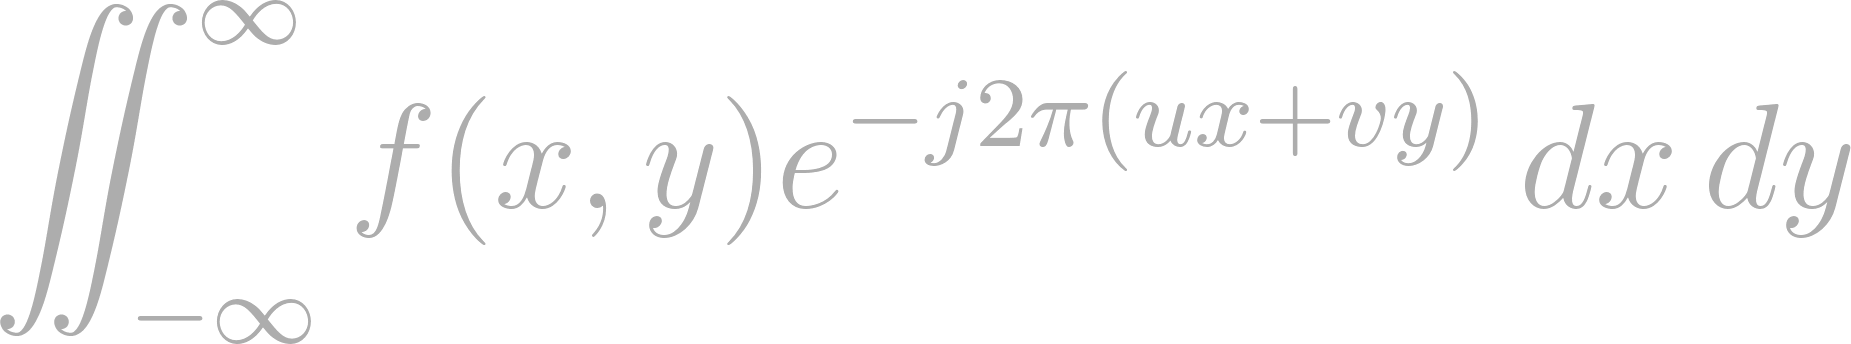 ∬_{-∞}^{∞} f(x, y)e^{-j2π(ux+vy)} dx dy